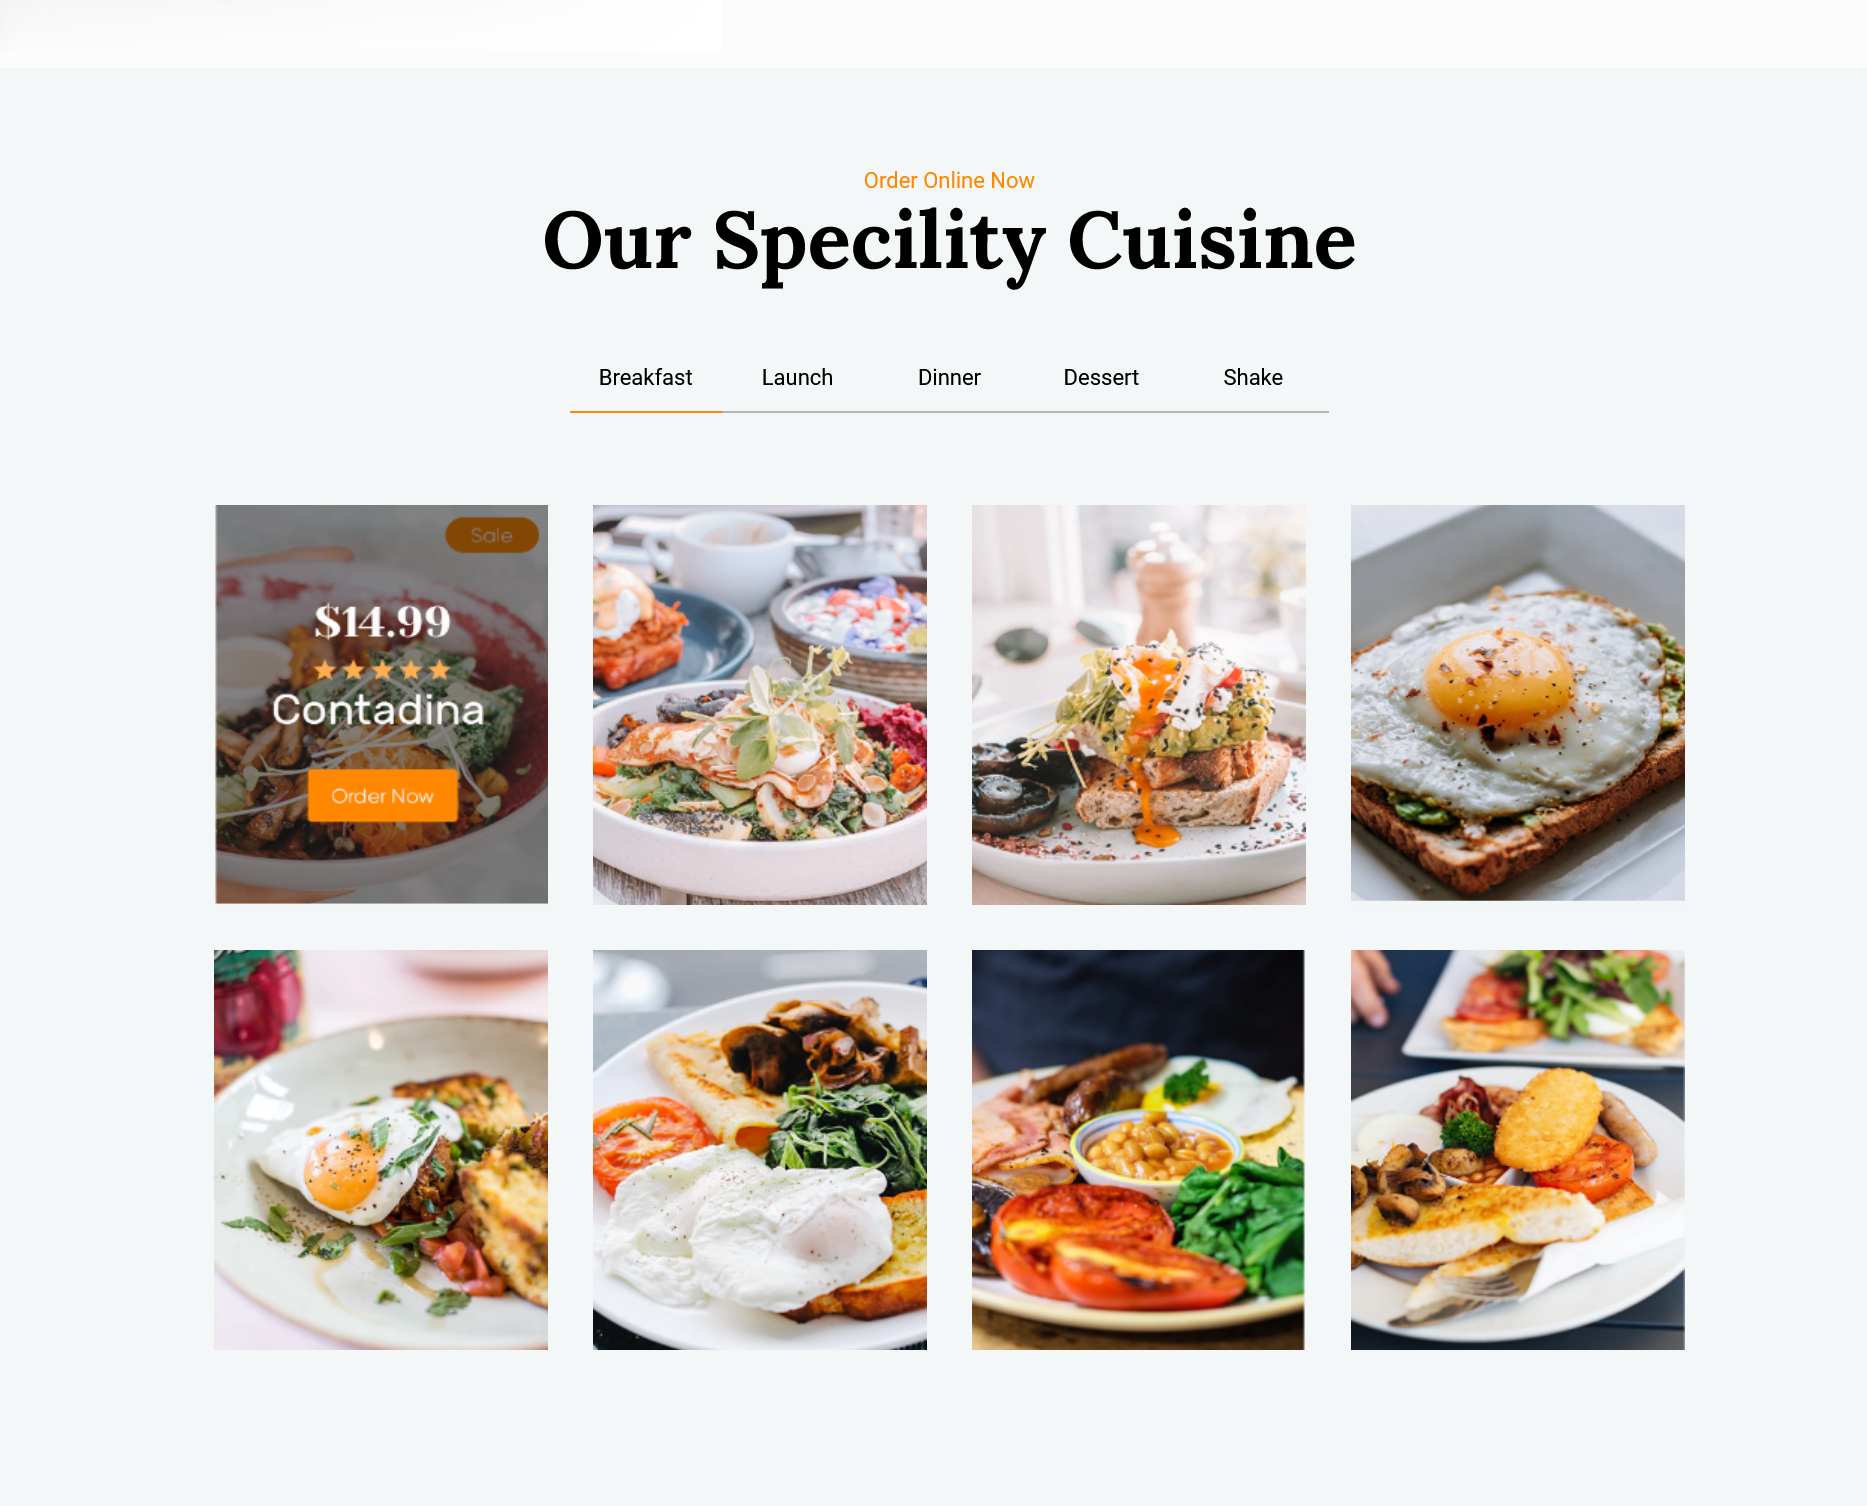 Order Online Now
Our Specility Cuisine
Breakfast Launch Dinner Dessert Shake
Sale
$14.99
Contadina
Order Now